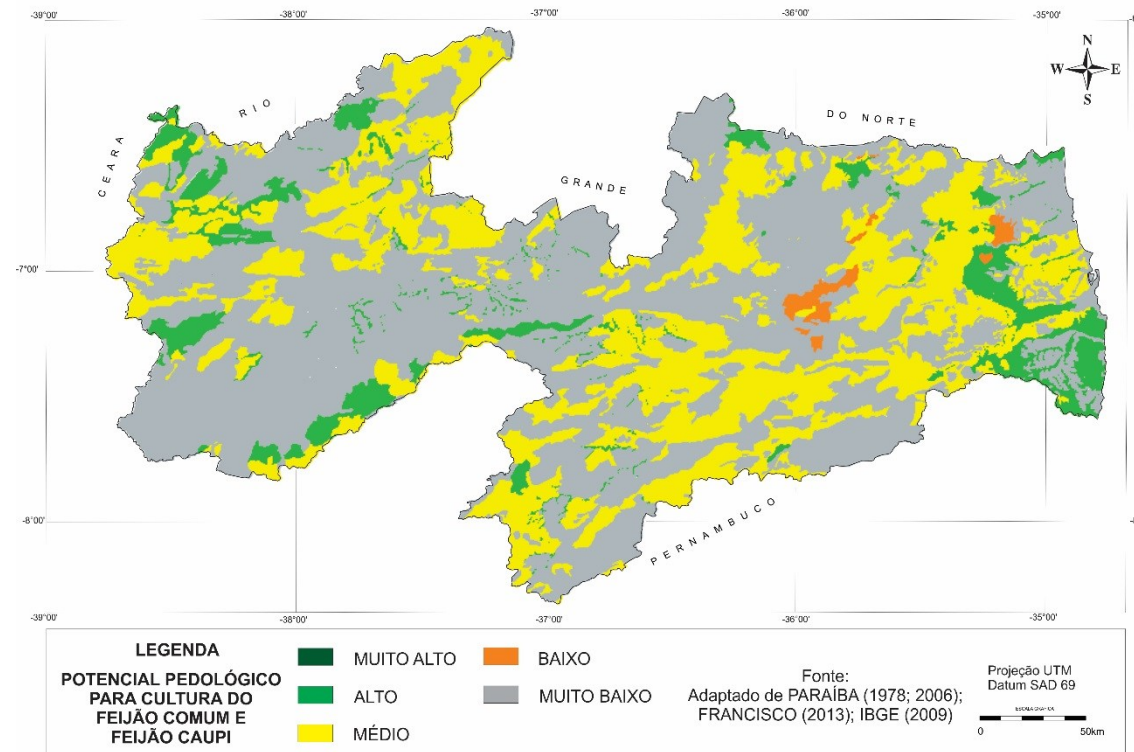 -39°00' -38°00' -37°00' -36°00' -35°00'
N
W E
S
RIO
DO NORTE
CEARA
GRANDE
-7°00'
PERNAMBUCO
-8°00'
-39°00' -38°00' -37°00' -36°00' -35°00'
LEGENDA
POTENCIAL PEDOLÓGICO
PARA CULTURA DO
FEIJÃO COMUM E
FEIJÃO CAUPI
MUITO ALTO
ALTO
MÉDIO
BAIXO
MUITO BAIXO
Fonte:
Adaptado de PARAÍBA (1978; 2006);
FRANCISCO (2013); IBGE (2009)
Projeção UTM
Datum SAD 69
ESCALA GRÁFICA
0 50km